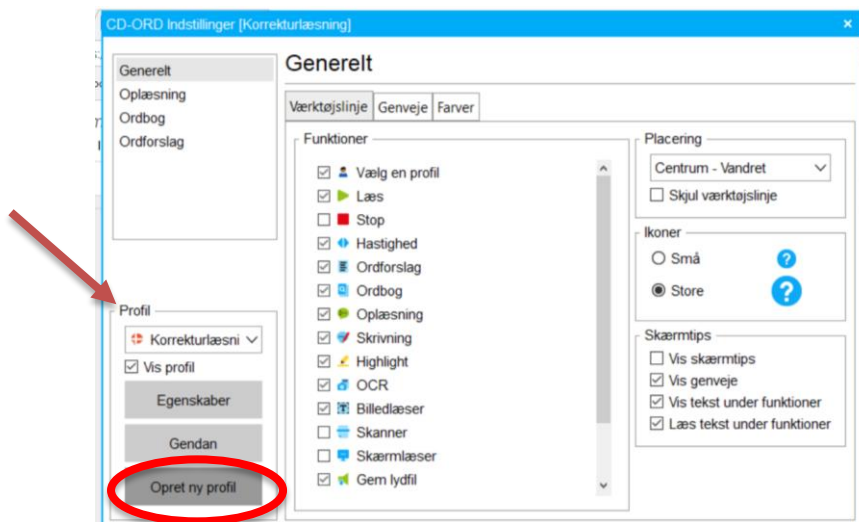 CD-ORD Indstillinger [Korrekturlæsning]
Generelt
Oplæsning
Ordbog
Ordforslag
Profil
Korrekturlæsni
Vis profil
Egenskaber
Gendan
Opret ny profil
Generelt
Værktøjslinje Genveje Farver
Funktioner
Vælg en profil
Læs
Stop
Hastighed
Ordforslag
Ordbog
Oplæsning
Skrivning
Highlight
OCR
Billedlæser
Skanner
Skærmlæser
Gem lydfil
Placering
Centrum - Vandret
Skjul værktøjslinje
Ikoner
Små
Store
Skærmtips
Vis skærmtips
Vis genveje
Vis tekst under funktioner
Læs tekst under funktioner